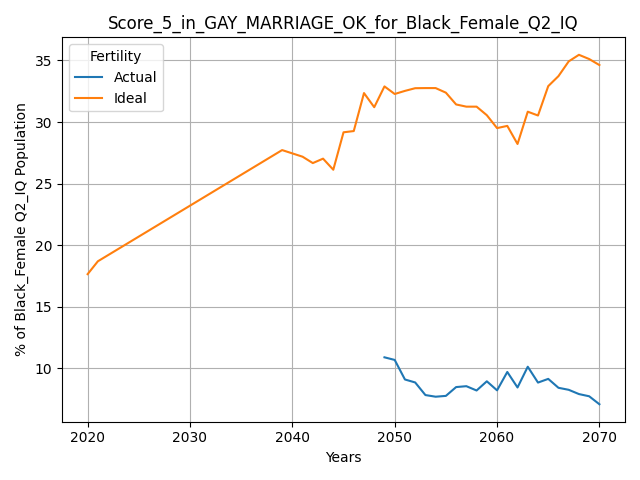 Score_5_in_GAY_MARRIAGE_OK_for_Black_Female_Q2_IQ
Fertility
Actual
Ideal
% of Black_Female Q2_IQ Population
35
30
25
20
15
10
2020 2030 2040 2050 2060 2070
Years